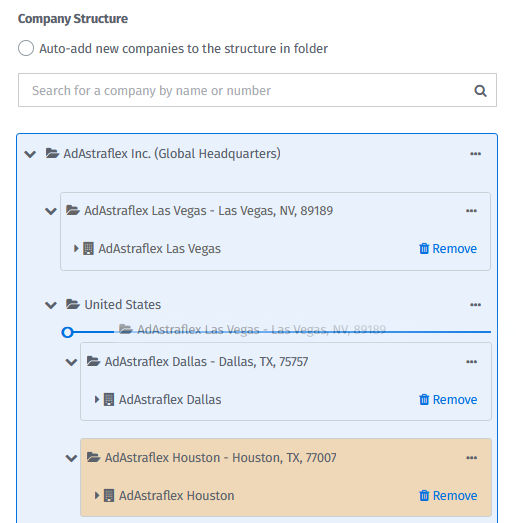 Company Structure
Auto-add new companies to the structure in folder
Search for a company by name or number
AdAstraflex Inc. (Global Headquarters)
AdAstraflex Las Vegas - Las Vegas, NV, 89189
AdAstraflex Las Vegas Remove
United States
AdAstraflex Las Vegas - Las Vegas, NV, 89189
AdAstraflex Dallas - Dallas, TX, 75757
AdAstraflex Dallas Remove
AdAstraflex Houston - Houston, TX, 77007
AdAstraflex Houston Remove